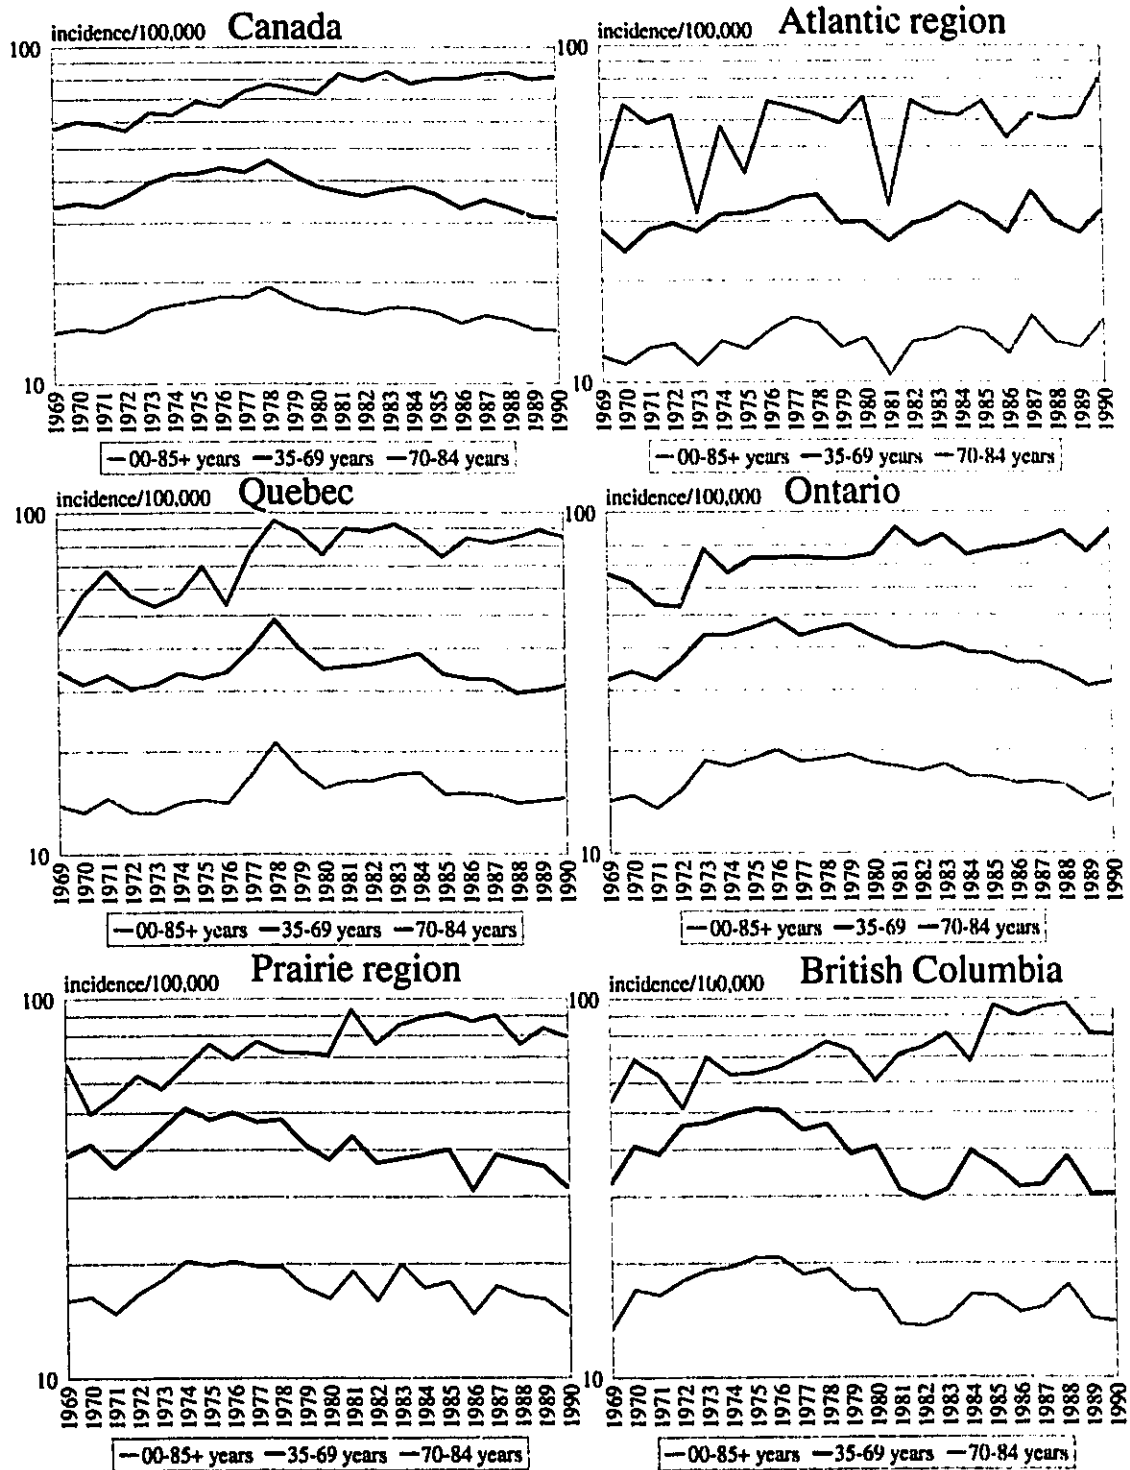 incidence/100,000 Canada
100
10
1969 1970 1971 1972 1973 1974 1975 1976 1977 1978 1979 1980 1981 1982 1983 1984 1935 1986 1987 1988 1989 1990
00-85+ years 35-69 years 70-84 years
incidence/100,000 Atlantic region
100
10
1969 1970 1971 1972 1973 1974 1975 1976 1977 1978 1979 1980 1981 1982 1983 1984 1985 1986 1987 1988 1989 1990
00-85+ years 35-69 years 70-84 years
incidence/100,000 Quebec
100
10
1969 1970 1971 1972 1973 1974 1975 1976 1977 1978 1979 1980 1981 1982 1983 1984 1985 1986 1987 1988 1989 1990
00-85+ years 35-69 years 70-84 years
incidence/100,000 Ontario
100
10
1969 1970 1971 1972 1973 1974 1975 1976 1977 1978 1979 1980 1981 1982 1983 1984 1985 1986 1987 1988 1989 1990
00-85+ years 35-69 70-84 years
incidence/100,000 Prairie region
100
10
1969 1970 1971 1972 1973 1974 1975 1976 1977 1978 1979 1980 1981 1982 1983 1984 1985 1986 1987 1988 1989 1990
00-85+ years 35-69 years 70-84 years
incidence/100,000 British Columbia
100
10
1969 1970 1971 1972 1973 1974 1975 1976 1977 1978 1979 1980 1981 1982 1983 1984 1985 1986 1987 1988 1989 1990
00-85+ years 35-69 years 70-84 years